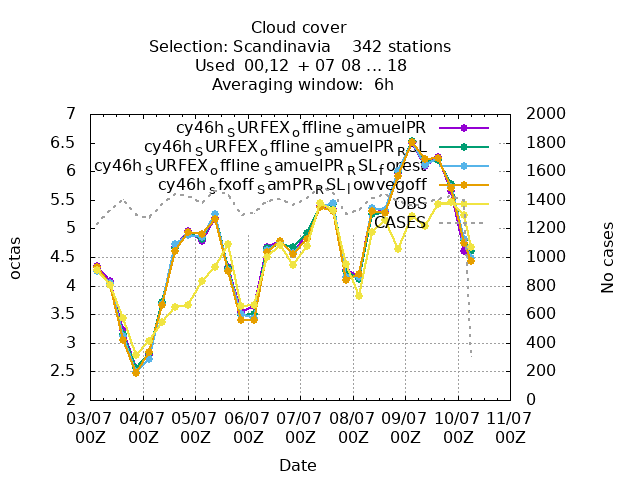 Cloud cover
Selection: Scandinavia 342 stations
Used 00,12 + 07 08 ... 18
Averaging window: 6h
octas
7
6.5
6
5.5
5
4.5
4
3.5
3
2.5
2
cy46h_SURFEX_offline_SamuelPR
cy46h_SURFEX_offline_SamuelPR_RSL
cy46h_SURFEX_offline_SamuelPR_RSL_forest
cy46h_sfxoff_SamPR_RSL_lowvegoff
OBS
CASES
2000
1800
1600
1400
1200
1000
800
600
400
200
0
No cases
03/07 04/07 05/07 06/07 07/07 08/07 09/07 10/07 11/07
00Z 00Z 00Z 00Z 00Z 00Z 00Z 00Z 00Z
Date